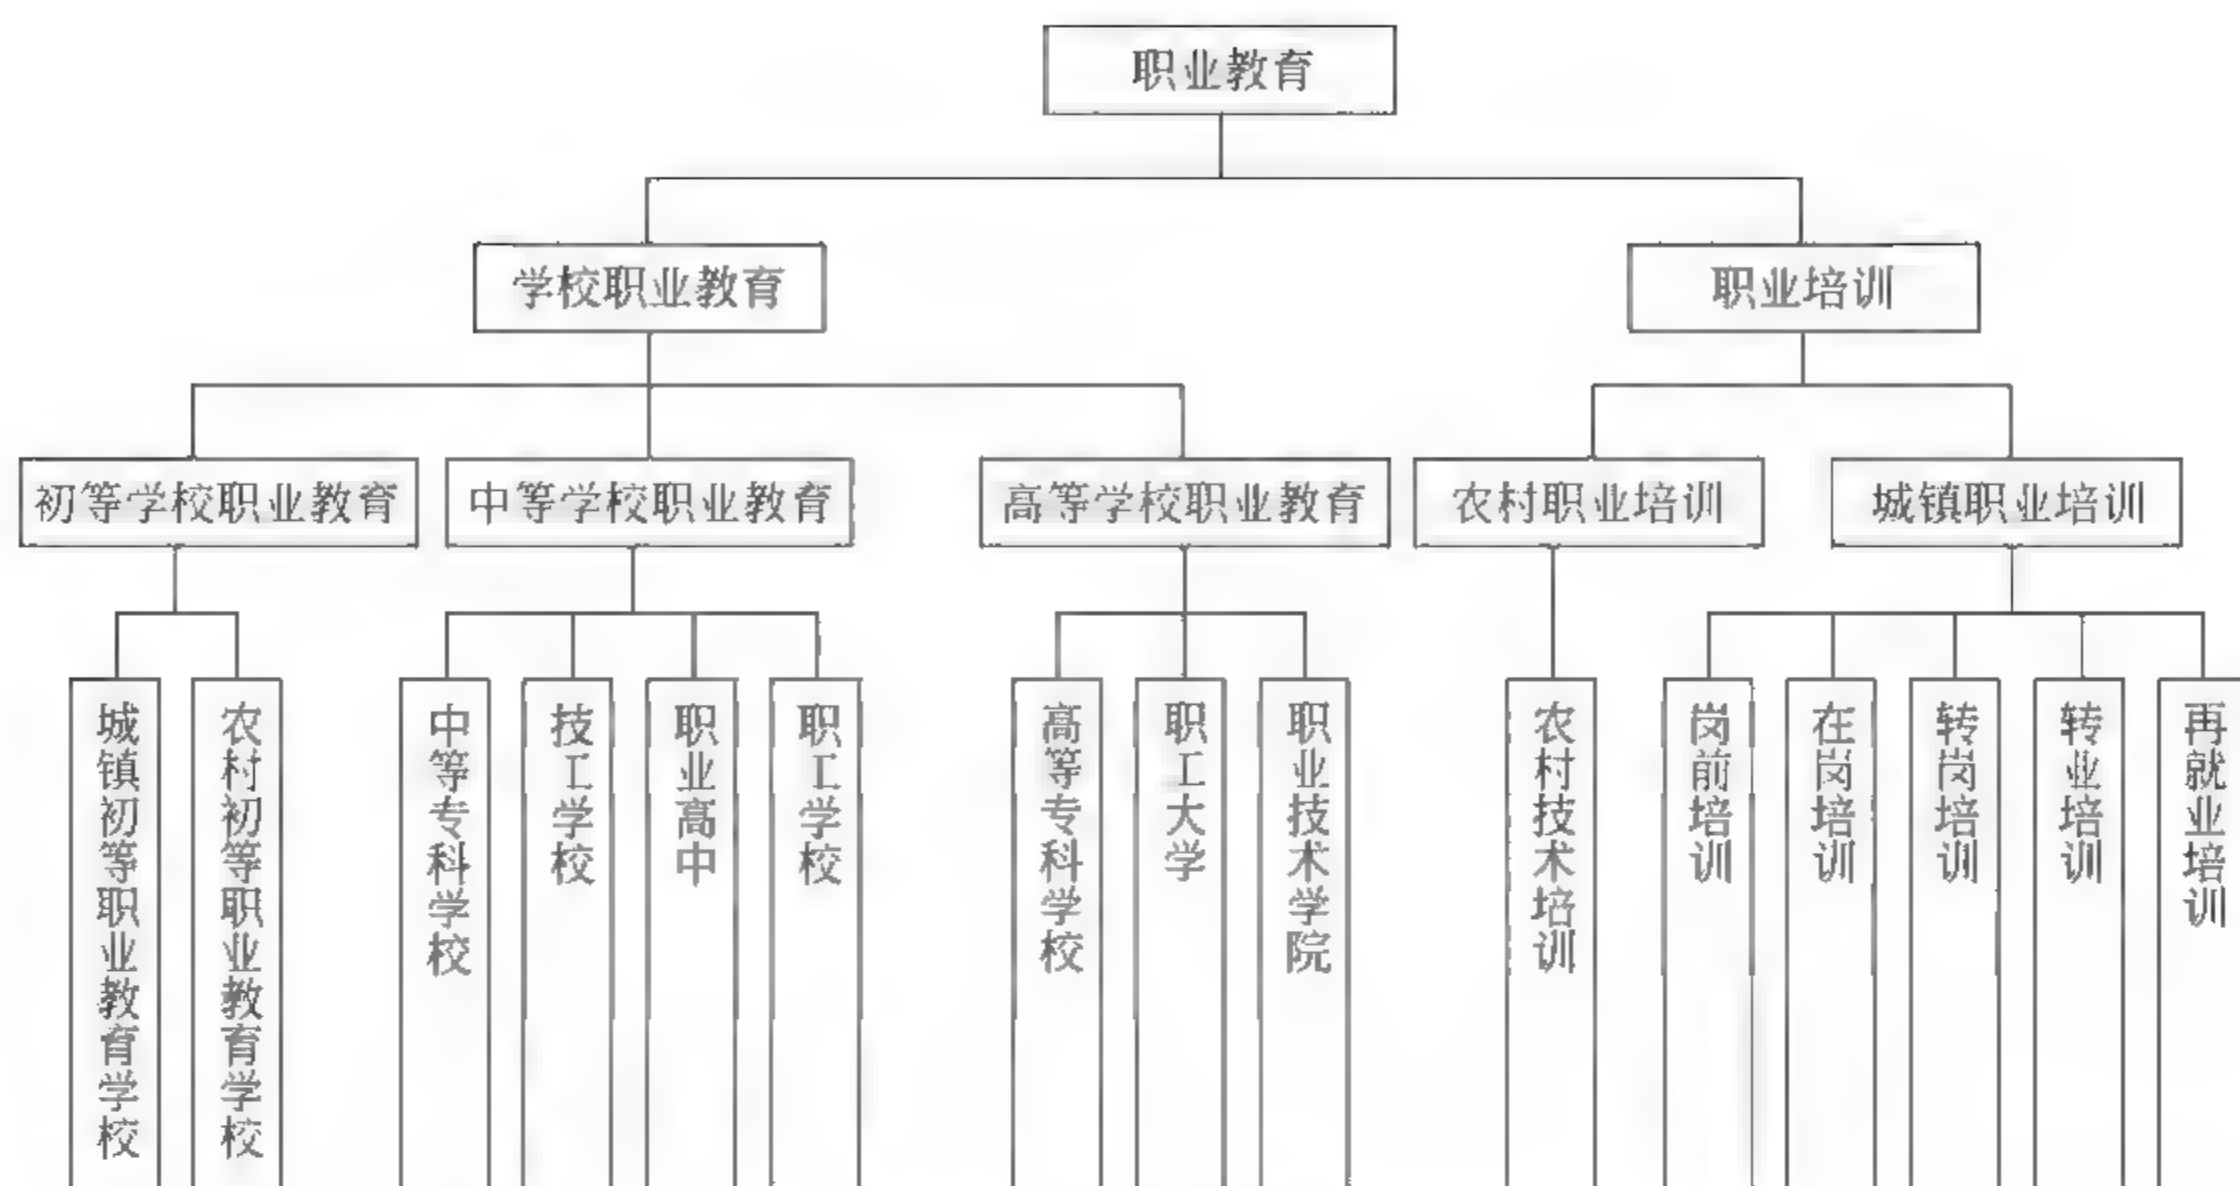 职业教育
学校职业教育
职业培训
初等学校职业教育
中等学校职业教育
高等学校职业教育
农村职业培训
城镇职业培训
城镇初等职业教育学校
农村初等职业教育学校
中等专科学校
技工学校
职业高中
职工学校
高等专科学校
职工大学
职业技术学院
农村技术培训
岗前培训
在岗培训
转岗培训
转业培训
再就业培训